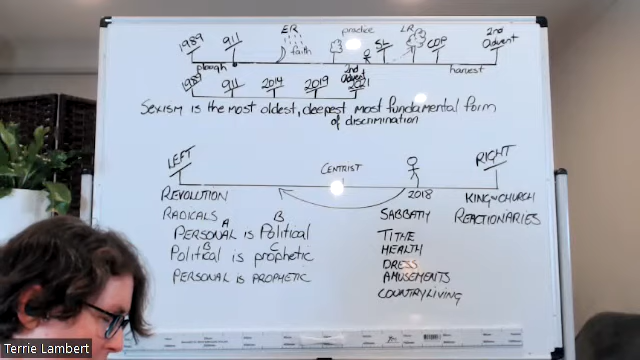 1989 911 ER practice LR 2nd Advent
faith SL COP
plough 2nd Advent harvest
1989 911 2014 2019 2021
SEXISM is the most oldest, deepest most fundamental form
of discrimination
LEFT CENTRIST RIGHT
REVOLUTION 2018 KING+CHURCH
RADICALS SABBATH REACTIONARIES
A B
PERSONAL is Political TITHE
B C
Political is prophetic HEALTH
DRESS
PERSONAL is PROPHETIC AMUSEMENTS
COUNTRY LIVING
Terrie Lambert